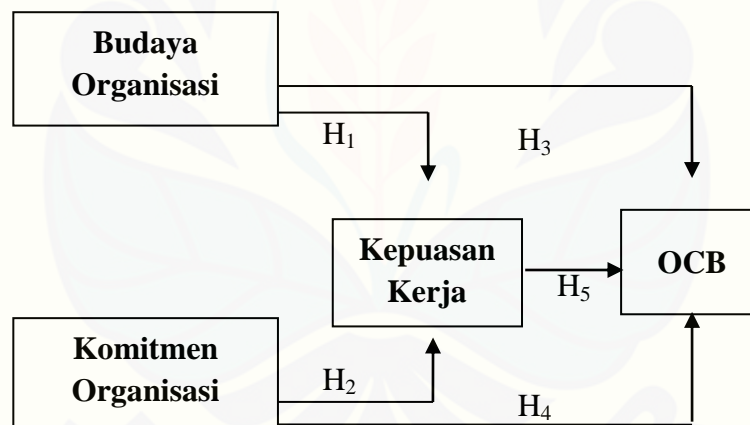 Budaya
Organisasi
H₁
H₃
Kepuasan
Kerja
H₅
OCB
Komitmen
Organisasi
H₂
H₄